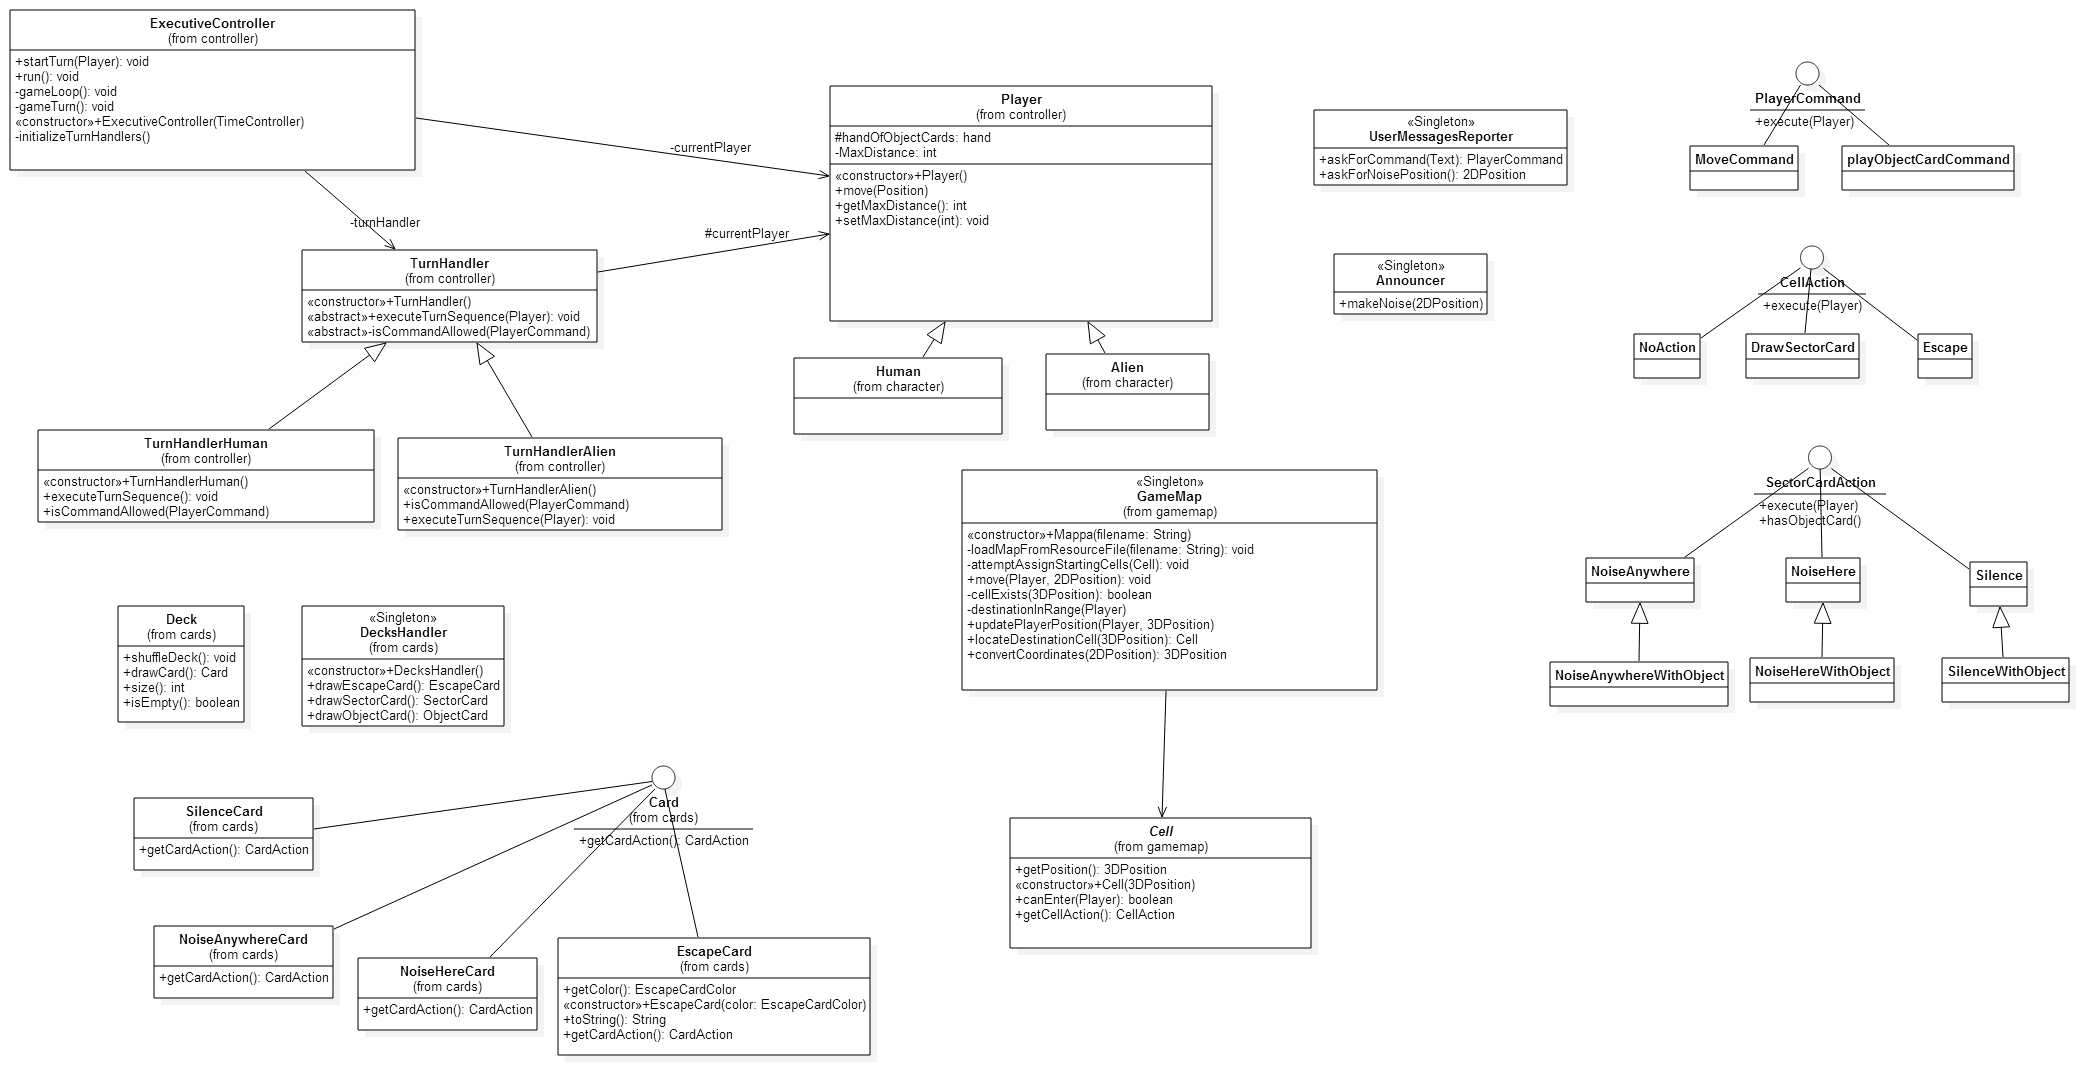 ExecutiveController
(from controller)
+startTurn(Player): void
+run(): void
-gameLoop(): void
-gameTurn(): void
«constructor»+ExecutiveController(TimeController)
-initializeTurnHandlers()
-currentPlayer
-turnHandler
#currentPlayer
Player
(from controller)
#handOfObjectCards: hand
-MaxDistance: int
«constructor»+Player()
+move(Position)
+getMaxDistance(): int
+setMaxDistance(int): void
«Singleton»
UserMessagesReporter
+askForCommand(Text): PlayerCommand
+askForNoisePosition(): 2DPosition
PlayerCommand
+execute(Player)
MoveCommand
playObjectCardCommand
TurnHandler
(from controller)
«constructor»+TurnHandler()
«abstract»+executeTurnSequence(Player): void
«abstract»-isCommandAllowed(PlayerCommand)
«Singleton»
Announcer
+makeNoise(2DPosition)
CellAction
+execute(Player)
NoAction
DrawSectorCard
Escape
Human
(from character)
Alien
(from character)
TurnHandlerHuman
(from controller)
«constructor»+TurnHandlerHuman()
+executeTurnSequence(): void
+isCommandAllowed(PlayerCommand)
TurnHandlerAlien
(from controller)
«constructor»+TurnHandlerAlien()
+isCommandAllowed(PlayerCommand)
+executeTurnSequence(Player): void
«Singleton»
GameMap
(from gamemap)
«constructor»+Mappa(filename: String)
-loadMapFromResourceFile(filename: String): void
-attemptAssignStartingCells(Cell): void
+move(Player, 2DPosition): void
-cellExists(3DPosition): boolean
-destinationInRange(Player)
+updatePlayerPosition(Player, 3DPosition)
+locateDestinationCell(3DPosition): Cell
+convertCoordinates(2DPosition): 3DPosition
SectorCardAction
+execute(Player)
+hasObjectCard()
NoiseAnywhere
NoiseHere
Silence
NoiseAnywhereWithObject
NoiseHereWithObject
SilenceWithObject
Deck
(from cards)
+shuffleDeck(): void
+drawCard(): Card
+size(): int
+isEmpty(): boolean
«Singleton»
DecksHandler
(from cards)
«constructor»+DecksHandler()
+drawEscapeCard(): EscapeCard
+drawSectorCard(): SectorCard
+drawObjectCard(): ObjectCard
Card
(from cards)
+getCardAction(): CardAction
SilenceCard
(from cards)
+getCardAction(): CardAction
NoiseAnywhereCard
(from cards)
+getCardAction(): CardAction
NoiseHereCard
(from cards)
+getCardAction(): CardAction
EscapeCard
(from cards)
+getColor(): EscapeCardColor
«constructor»+EscapeCard(color: EscapeCardColor)
+toString(): String
+getCardAction(): CardAction
Cell
(from gamemap)
+getPosition(): 3DPosition
«constructor»+Cell(3DPosition)
+canEnter(Player): boolean
+getCellAction(): CellAction